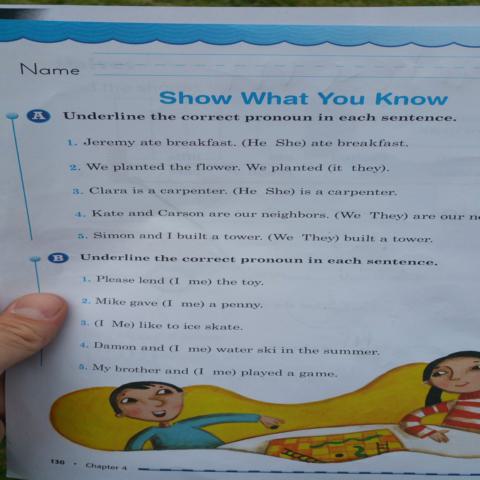 Name
Show What You Know
A Underline the correct pronoun in each sentence.
1. Jeremy ate breakfast. (He She) ate breakfast.
2. We planted the flower. We planted (it they).
3. Clara is a carpenter. (He She) is a carpenter.
4. Kate and Carson are our neighbors. (We They) are our
5. Simon and I built a tower. (We They) built a tower.
B Underline the correct pronoun in each sentence.
1. Please lend (I me) the toy.
2. Mike gave (I me) a penny.
3. (I Me) like to ice skate.
4. Damon and (I me) water ski in the summer.
5. My brother and (I me) played a game.
130 • Chapter 4